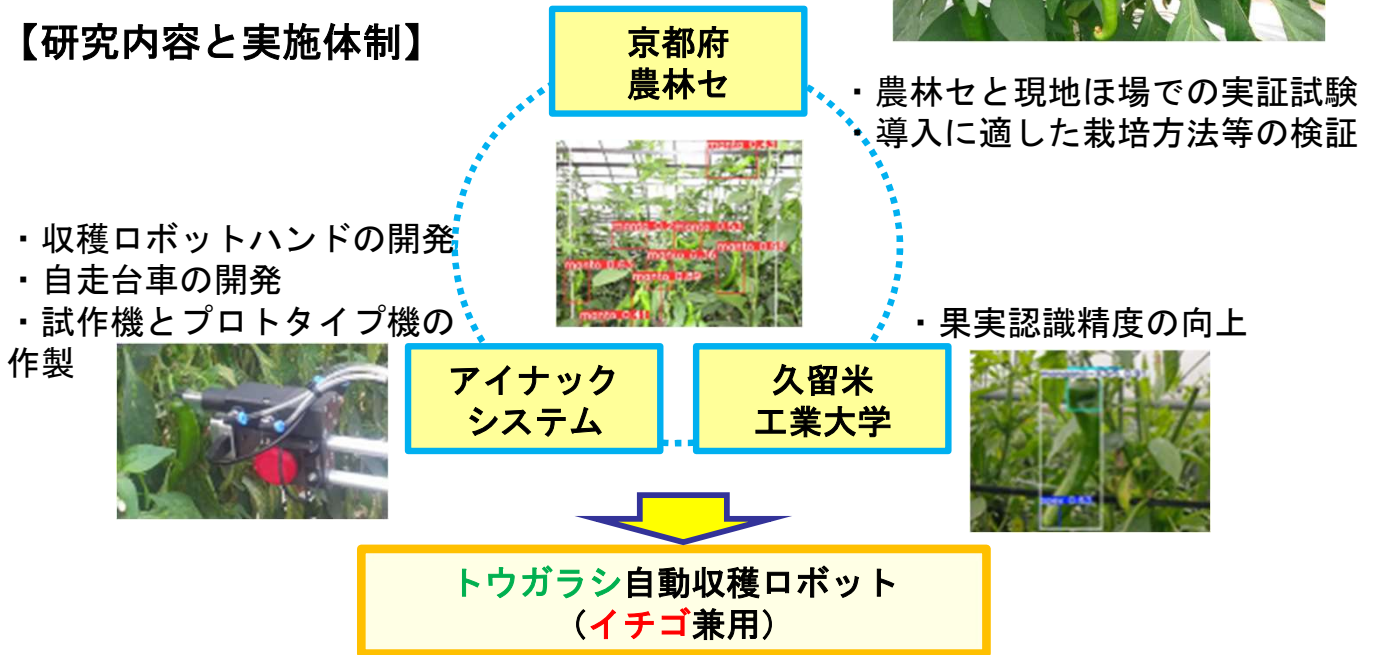 【研究内容と実施体制】
京都府
農林セ
・農林セと現地ほ場での実証試験
・導入に適した栽培方法等の検証
・収穫ロボットハンドの開発
・自走台車の開発
・試作機とプロトタイプ機の
作製
アイナック
システム
久留米
工業大学
・果実認識精度の向上
トウガラシ自動収穫ロボット
（イチゴ兼用）